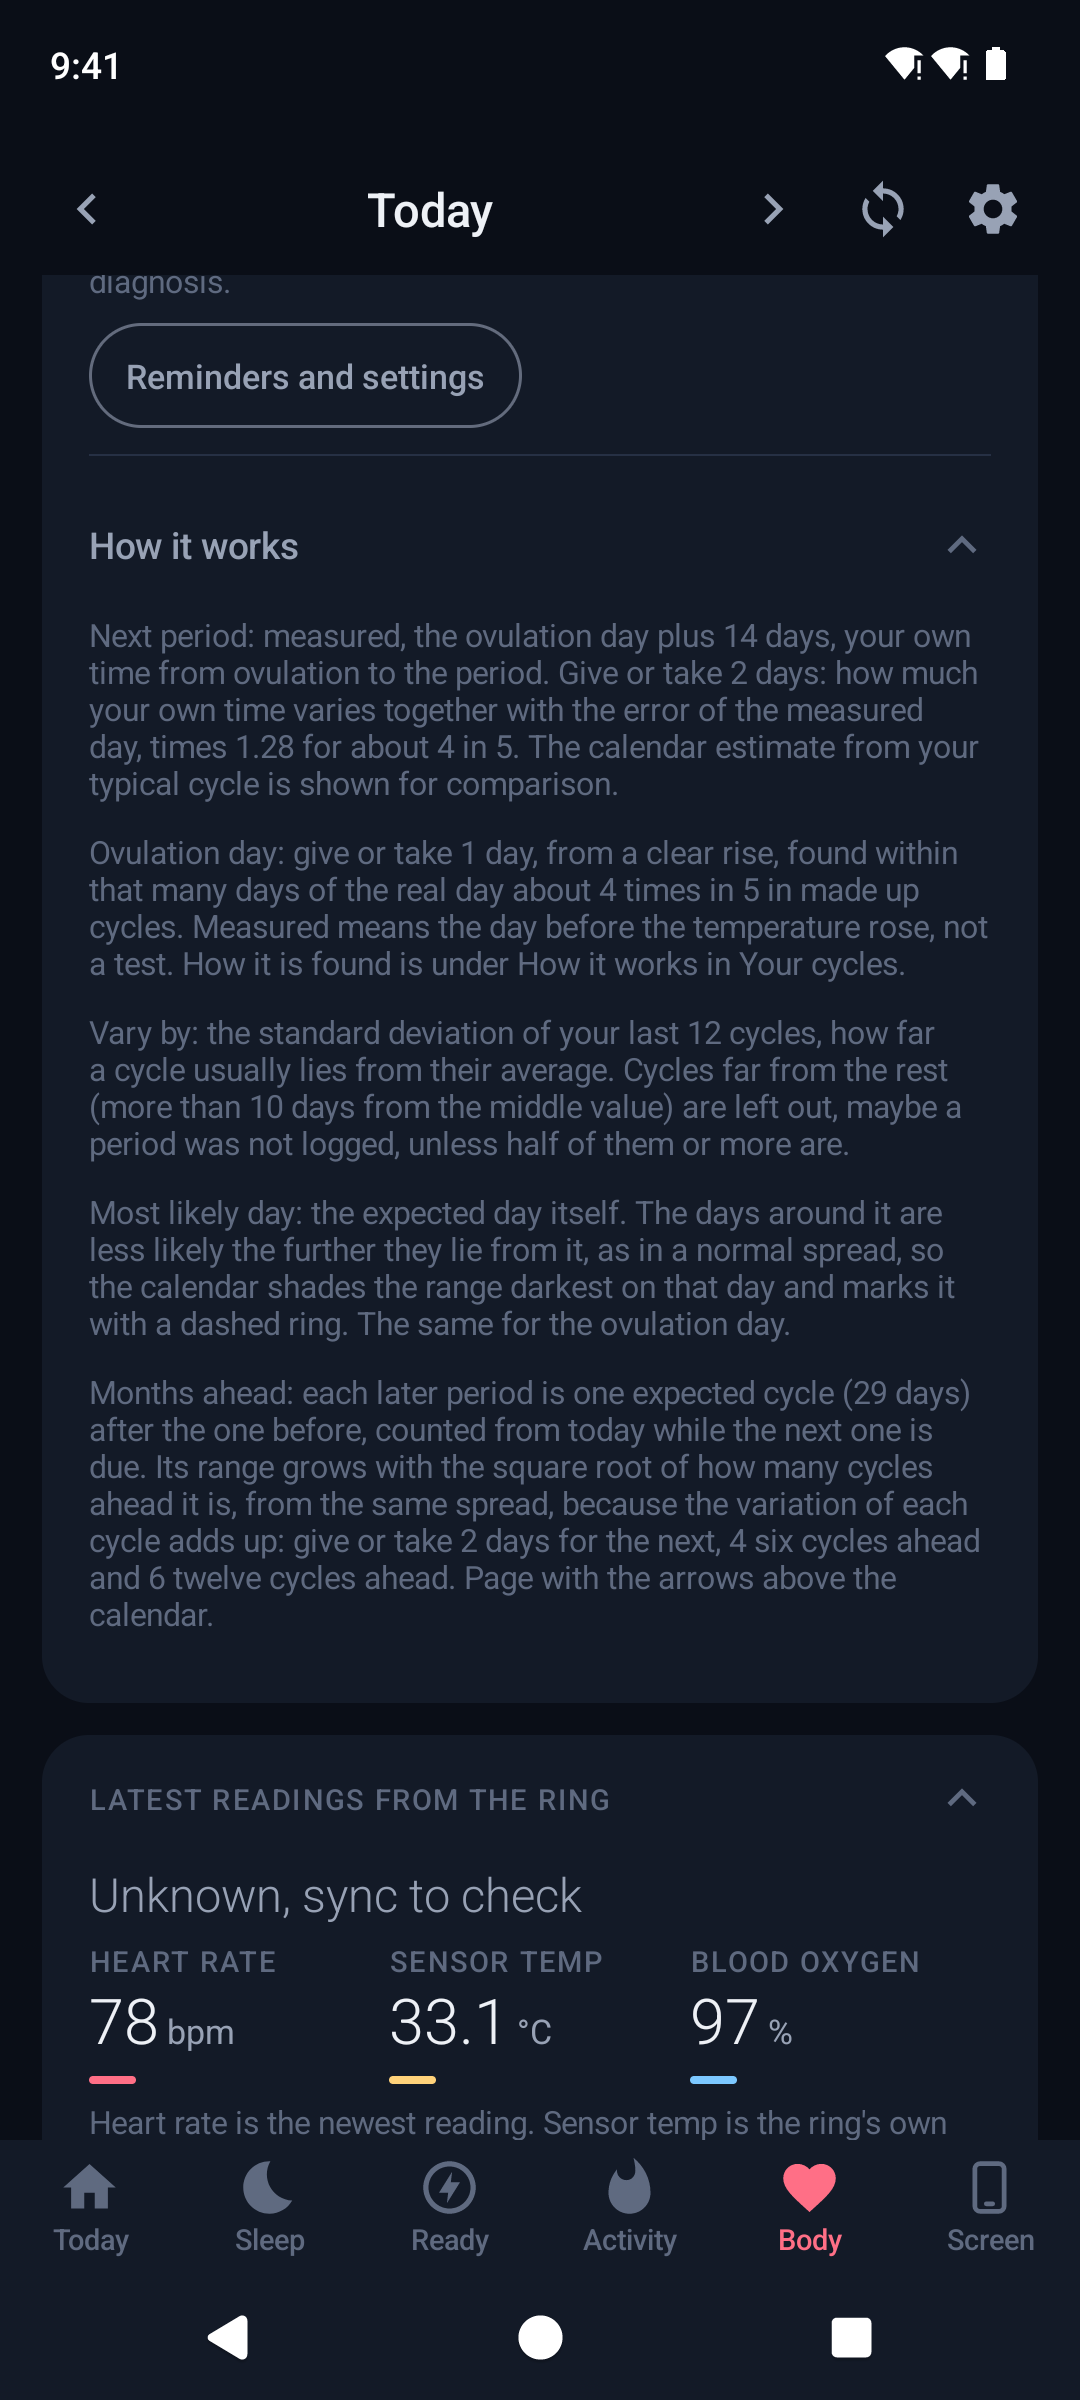 9:41
Today
diagnosis.
Reminders and settings
How it works
Next period: measured, the ovulation day plus 14 days, your own
time from ovulation to the period. Give or take 2 days: how much
your own time varies together with the error of the measured
day, times 1.28 for about 4 in 5. The calendar estimate from your
typical cycle is shown for comparison.
Ovulation day: give or take 1 day, from a clear rise, found within
that many days of the real day about 4 times in 5 in made up
cycles. Measured means the day before the temperature rose, not
a test. How it is found is under How it works in Your cycles.
Vary by: the standard deviation of your last 12 cycles, how far
a cycle usually lies from their average. Cycles far from the rest
(more than 10 days from the middle value) are left out, maybe a
period was not logged, unless half of them or more are.
Most likely day: the expected day itself. The days around it are
less likely the further they lie from it, as in a normal spread, so
the calendar shades the range darkest on that day and marks it
with a dashed ring. The same for the ovulation day.
Months ahead: each later period is one expected cycle (29 days)
after the one before, counted from today while the next one is
due. Its range grows with the square root of how many cycles
ahead it is, from the same spread, because the variation of each
cycle adds up: give or take 2 days for the next, 4 six cycles ahead
and 6 twelve cycles ahead. Page with the arrows above the
calendar.
LATEST READINGS FROM THE RING
Unknown, sync to check
HEART RATE SENSOR TEMP BLOOD OXYGEN
78 bpm 33.1 °C 97 %
Heart rate is the newest reading. Sensor temp is the ring's own
Today Sleep Ready Activity Body Screen